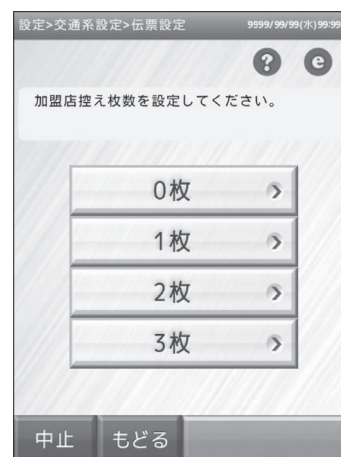 設定>交通系設定>伝票設定 9999/99/99(水)99:99
? e
加盟店控え枚数を設定してください。
0枚
1枚
2枚
3枚
中止 もどる